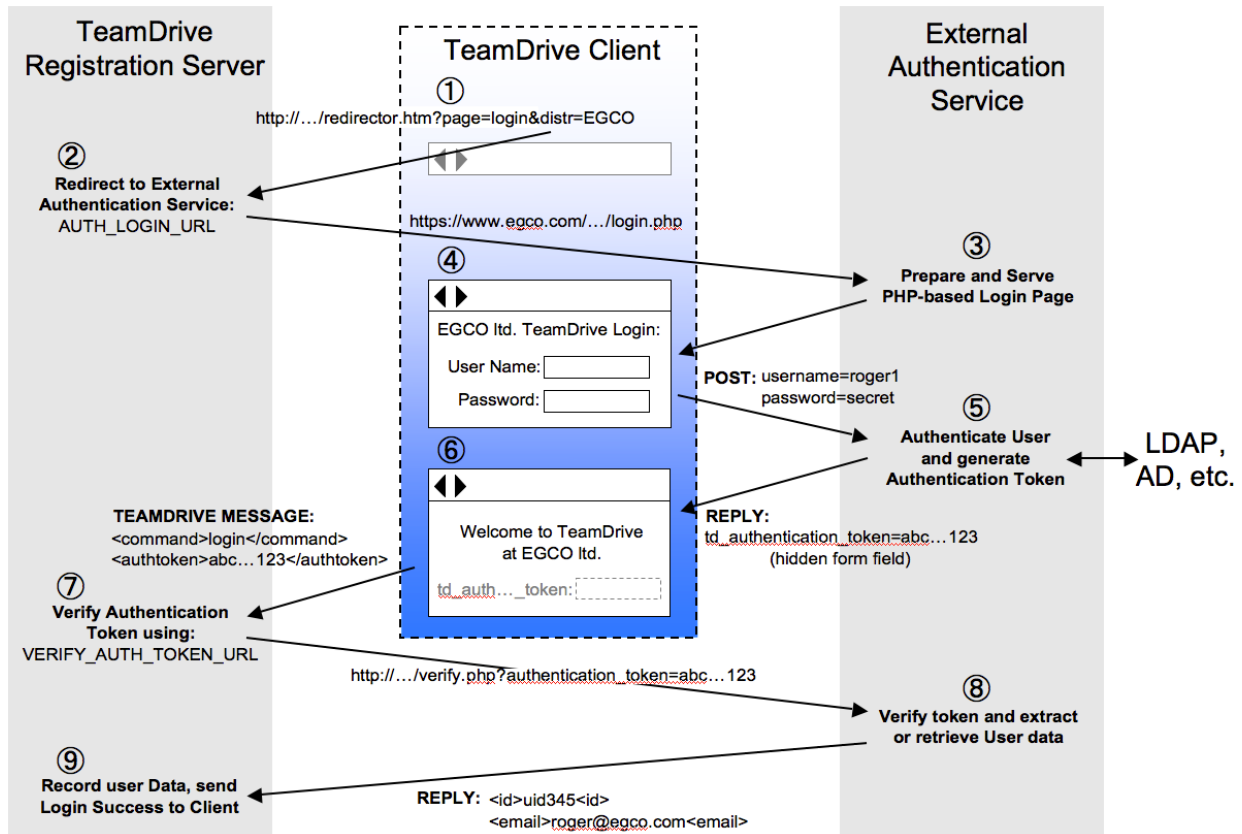 TeamDrive
Registration Server
TeamDrive Client
External
Authentication
Service
①
http://…/redirector.htm?page=login&distr=EGCO
②
Redirect to External
Authentication Service:
AUTH_LOGIN_URL
https://www.egco.com/…/login.php
③
Prepare and Serve
PHP-based Login Page
④
EGCO ltd. TeamDrive Login:
User Name:
Password:
POST: username=roger1
password=secret
⑤
Authenticate User
and generate
Authentication Token
LDAP,
AD, etc.
⑥
Welcome to TeamDrive
at EGCO ltd.
td_auth…_token:
REPLY:
td_authentication_token=abc…123
(hidden form field)
TEAMDRIVE MESSAGE:
<command>login</command>
<authtoken>abc…123</authtoken>
⑦
Verify Authentication
Token using:
VERIFY_AUTH_TOKEN_URL
http://…/verify.php?authentication_token=abc…123
⑧
Verify token and extract
or retrieve User data
⑨
Record user Data, send
Login Success to Client
REPLY: <id>uid345<id>
<email>roger@egco.com<email>